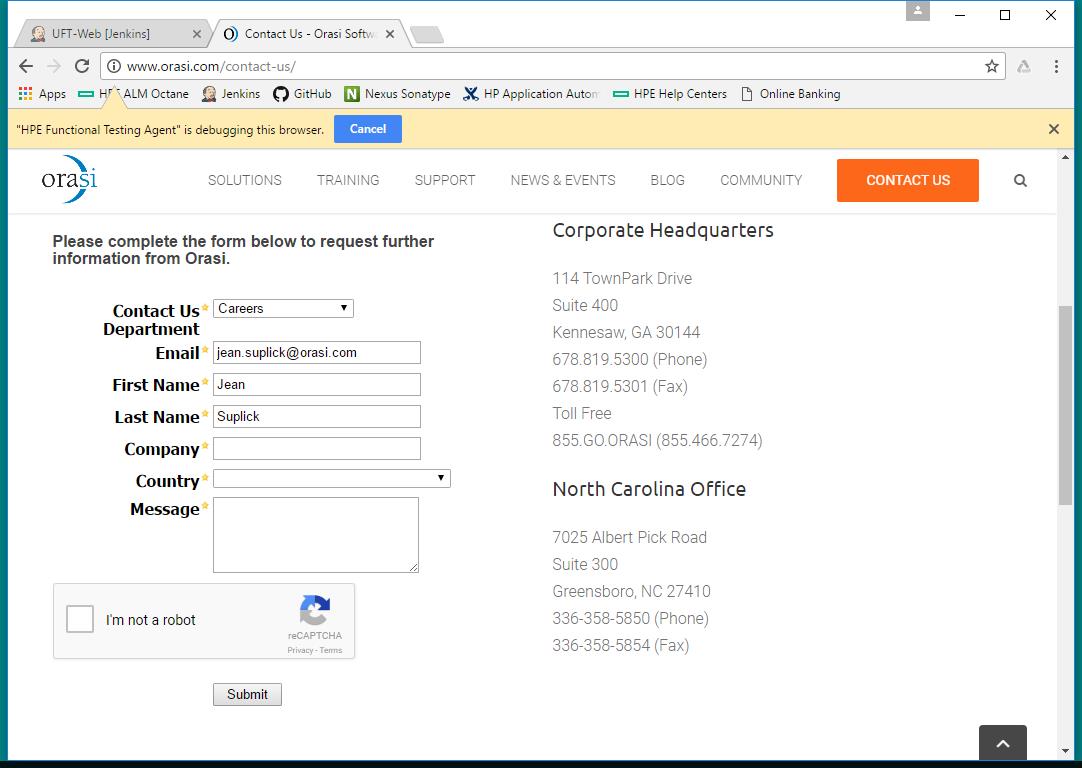 UFT-Web [Jenkins]
Contact Us - Orasi Softw
www.orasi.com/contact-us/
Apps
ALM Octane
Jenkins
GitHub
Nexus Sonatype
HP Application Autom
HPE Help Centers
Online Banking
"HPE Functional Testing Agent" is debugging this browser.
Cancel
orasi
SOLUTIONS
TRAINING
SUPPORT
NEWS & EVENTS
BLOG
COMMUNITY
CONTACT US
Please complete the form below to request further
information from Orasi.
Contact Us
Department
Careers
Email
jean.suplick@orasi.com
First Name
Jean
Last Name
Suplick
Company
Country
Message
I'm not a robot
reCAPTCHA
Privacy - Terms
Submit
Corporate Headquarters
114 TownPark Drive
Suite 400
Kennesaw, GA 30144
678.819.5300 (Phone)
678.819.5301 (Fax)
Toll Free
855.GO.ORASI (855.466.7274)
North Carolina Office
7025 Albert Pick Road
Suite 300
Greensboro, NC 27410
336-358-5850 (Phone)
336-358-5854 (Fax)